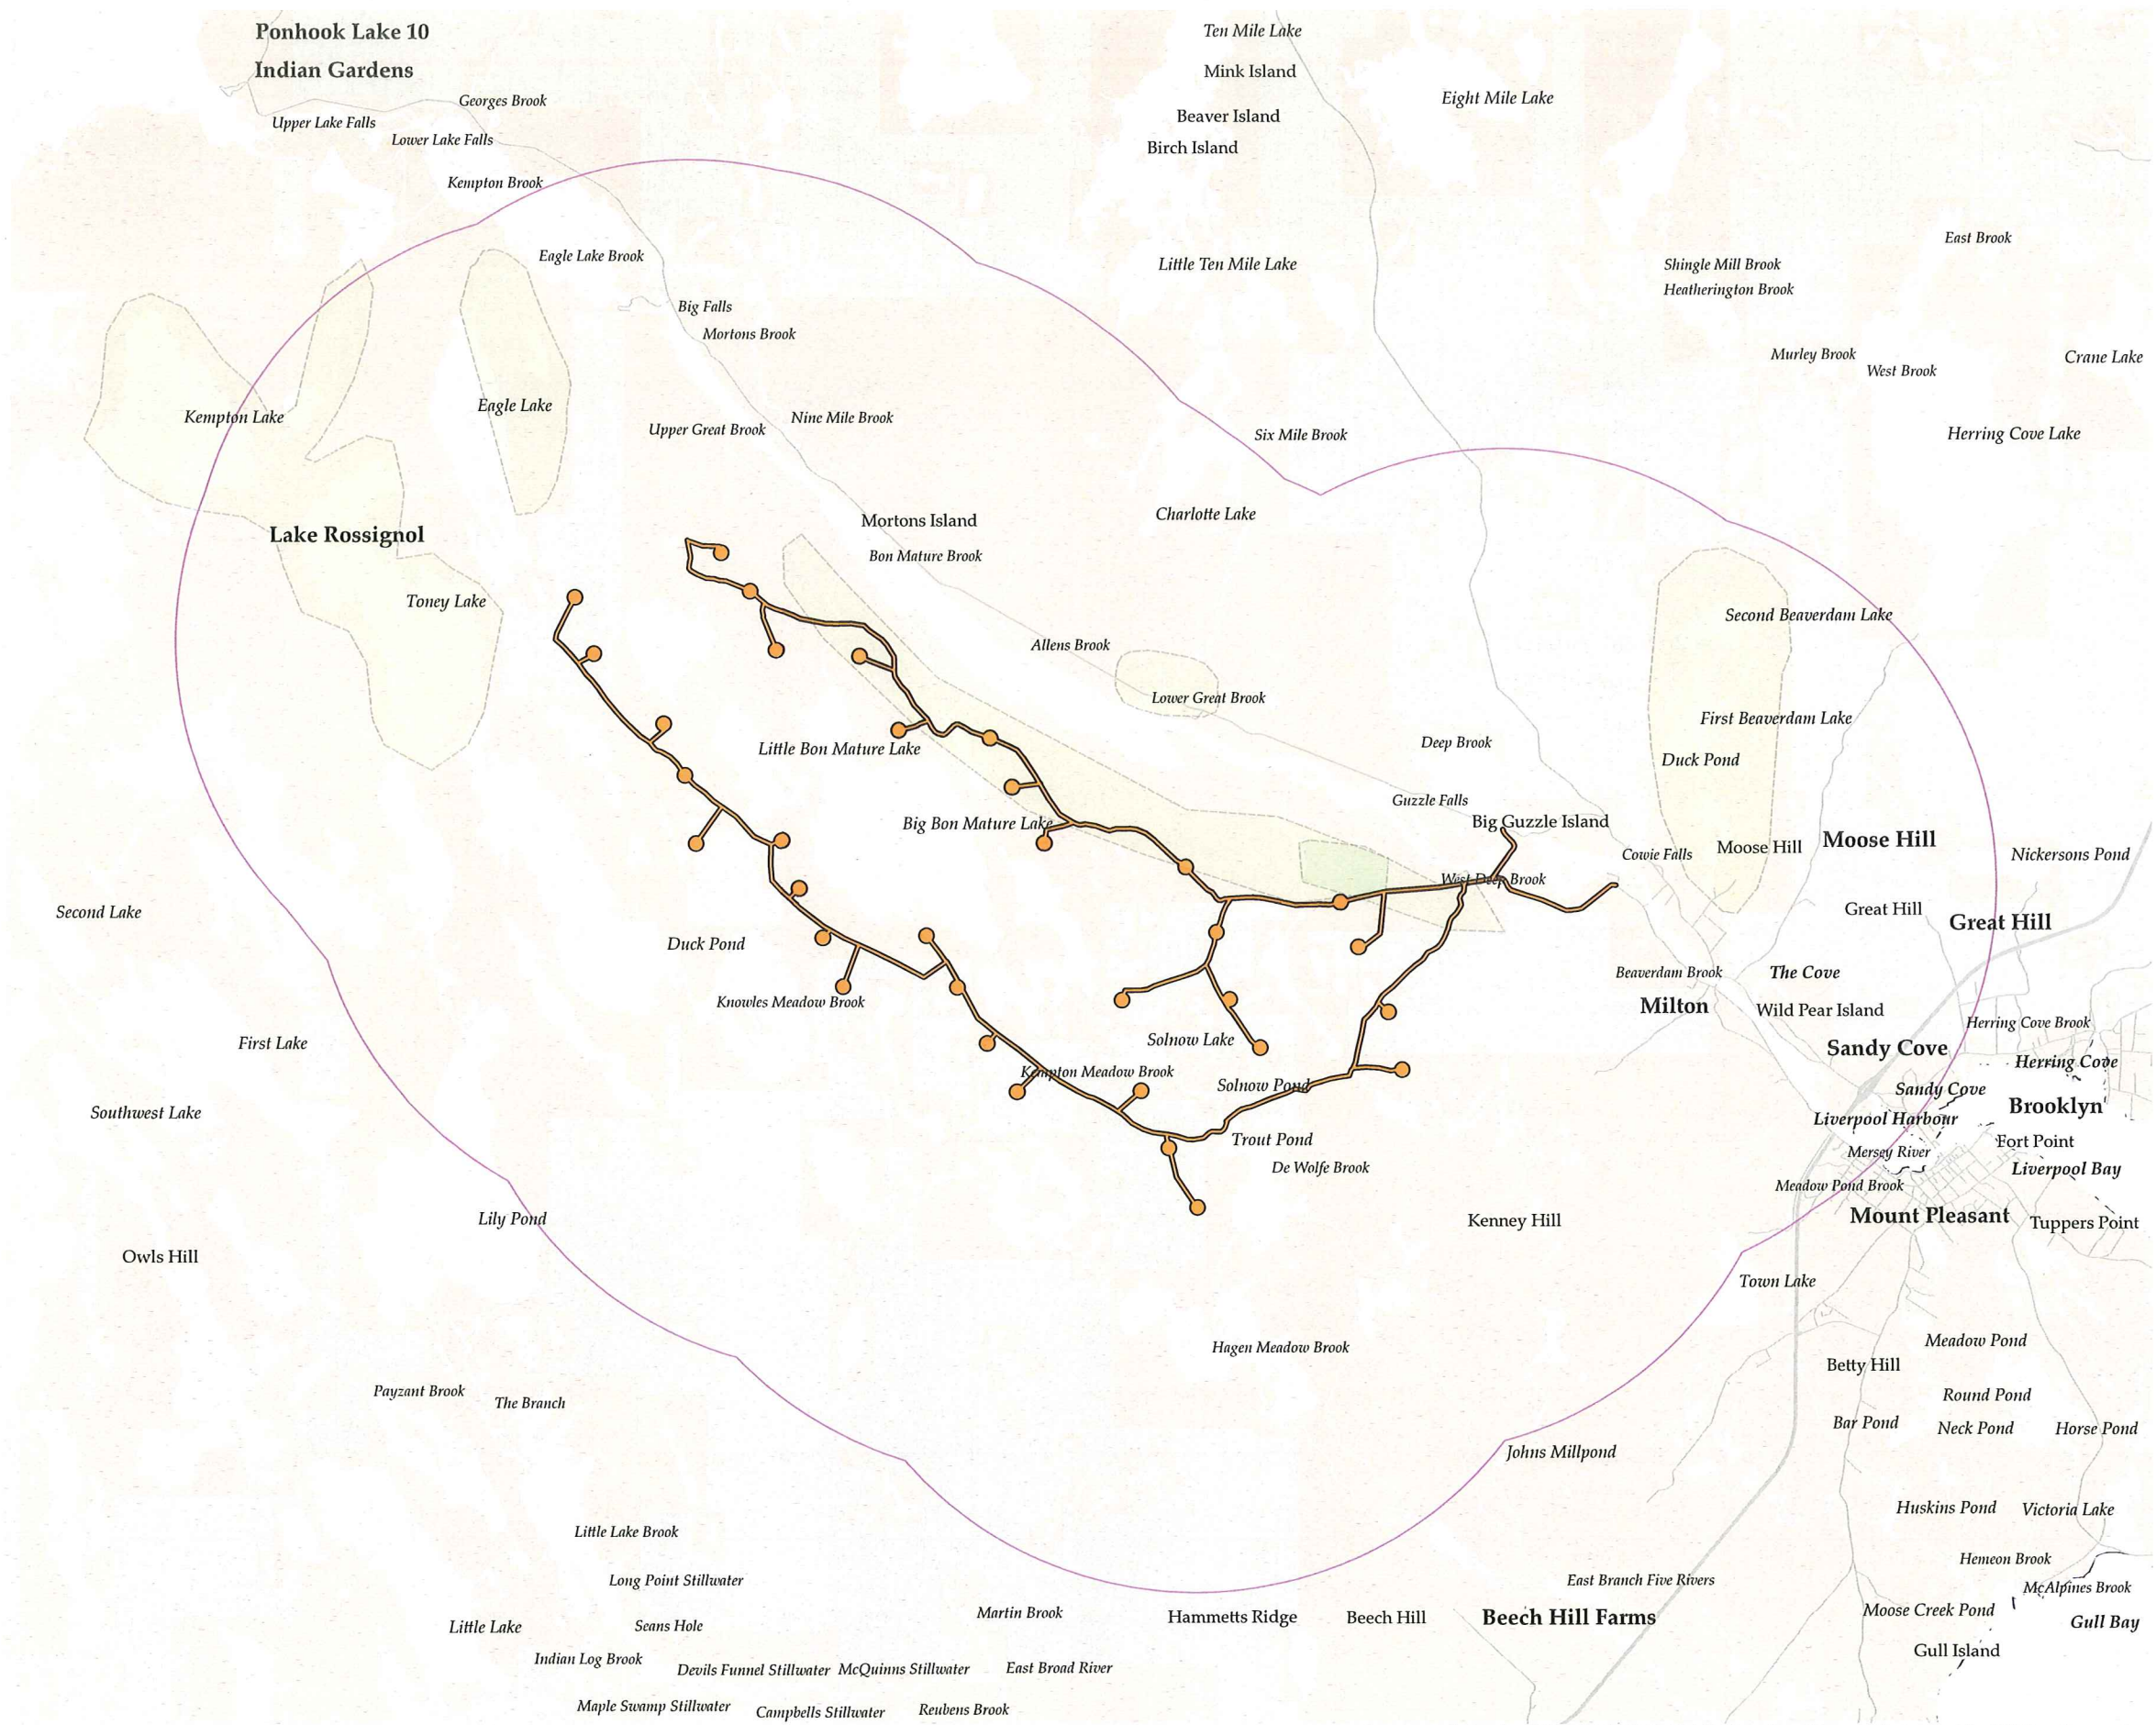 Ponhook Lake 10
Ten Mile Lake
Indian Gardens
Mink Island
Georges Brook
Eight Mile Lake
Upper Lake Falls
Beaver Island
Lower Lake Falls
Birch Island
Kempton Brook
East Brook
Eagle Lake Brook
Little Ten Mile Lake
Shingle Mill Brook
Heatherington Brook
Big Falls
Mortons Brook
Murley Brook
Crane Lake
West Brook
Eagle Lake
Kempton Lake
Nine Mile Brook
Upper Great Brook
Six Mile Brook
Herring Cove Lake
Charlotte Lake
Mortons Island
Lake Rossignol
Bon Mature Brook
Toney Lake
Second Beaverdam Lake
Allens Brook
Lower Great Brook
First Beaverdam Lake
Deep Brook
Little Bon Mature Lake
Duck Pond
Guzzle Falls
Big Bon Mature Lake
Big Guzzle Island
Moose Hill
Moose Hill
Cowie Falls
Nickersons Pond
West Deep Brook
Second Lake
Great Hill
Great Hill
Duck Pond
Beaverdam Brook
The Cove
Knowles Meadow Brook
Milton
Wild Pear Island
Herring Cove Brook
First Lake
Solnow Lake
Sandy Cove
Herring Cove
Kempton Meadow Brook
Solnow Pond
Sandy Cove
Southwest Lake
Liverpool Harbour
Brooklyn
Trout Pond
Fort Point
Mersey River
De Wolfe Brook
Liverpool Bay
Meadow Pond Brook
Lily Pond
Kenney Hill
Mount Pleasant
Tuppers Point
Owls Hill
Town Lake
Hagen Meadow Brook
Meadow Pond
Betty Hill
Payzant Brook
The Branch
Round Pond
Bar Pond
Neck Pond
Horse Pond
Johns Millpond
Huskins Pond
Victoria Lake
Little Lake Brook
Hemeon Brook
Long Point Stillwater
East Branch Five Rivers
McAlpines Brook
Martin Brook
Hammetts Ridge
Beech Hill
Beech Hill Farms
Moose Creek Pond
Gull Bay
Little Lake
Seans Hole
Gull Island
Indian Log Brook
Devils Funnel Stillwater
McQuinns Stillwater
East Broad River
Maple Swamp Stillwater
Campbells Stillwater
Reubens Brook